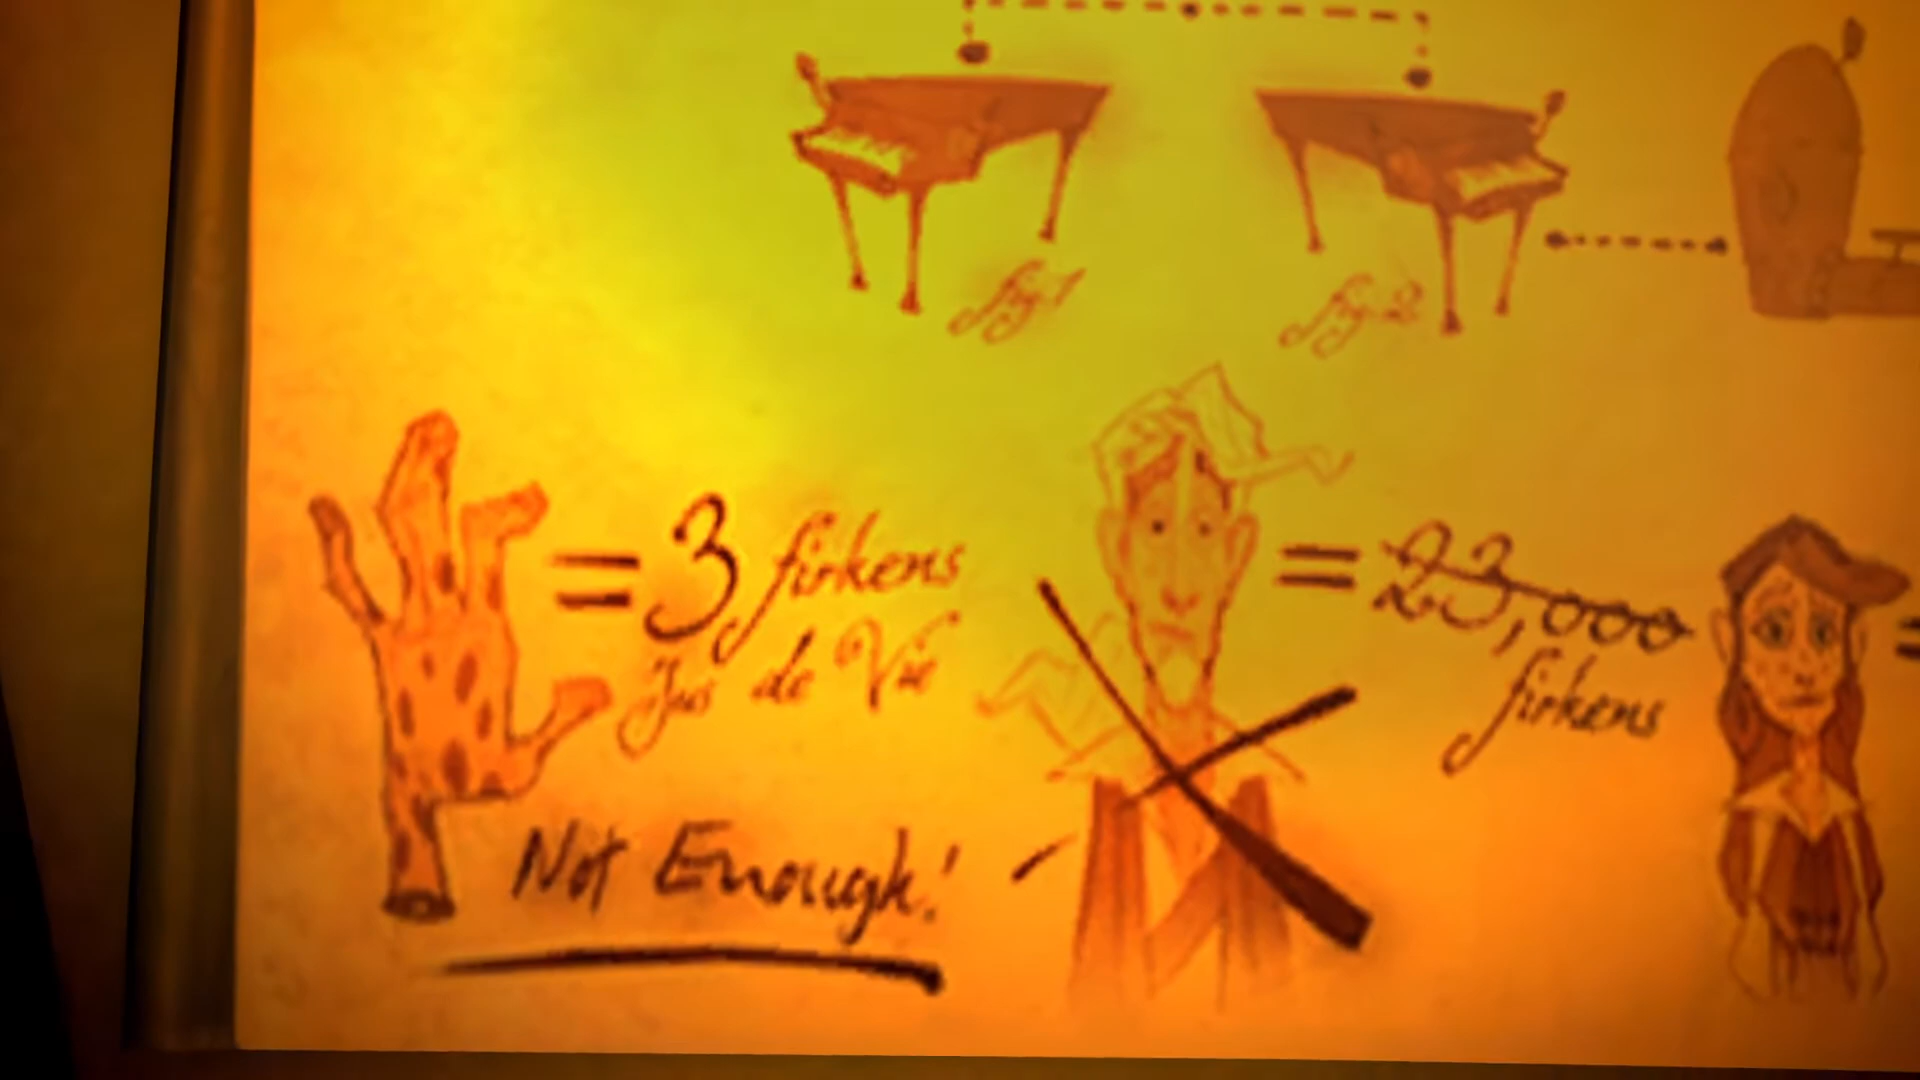 fig 1
fig 2
= 3 firkens
Jus de Vie
= 23,000
firkens
=
Not Enough!